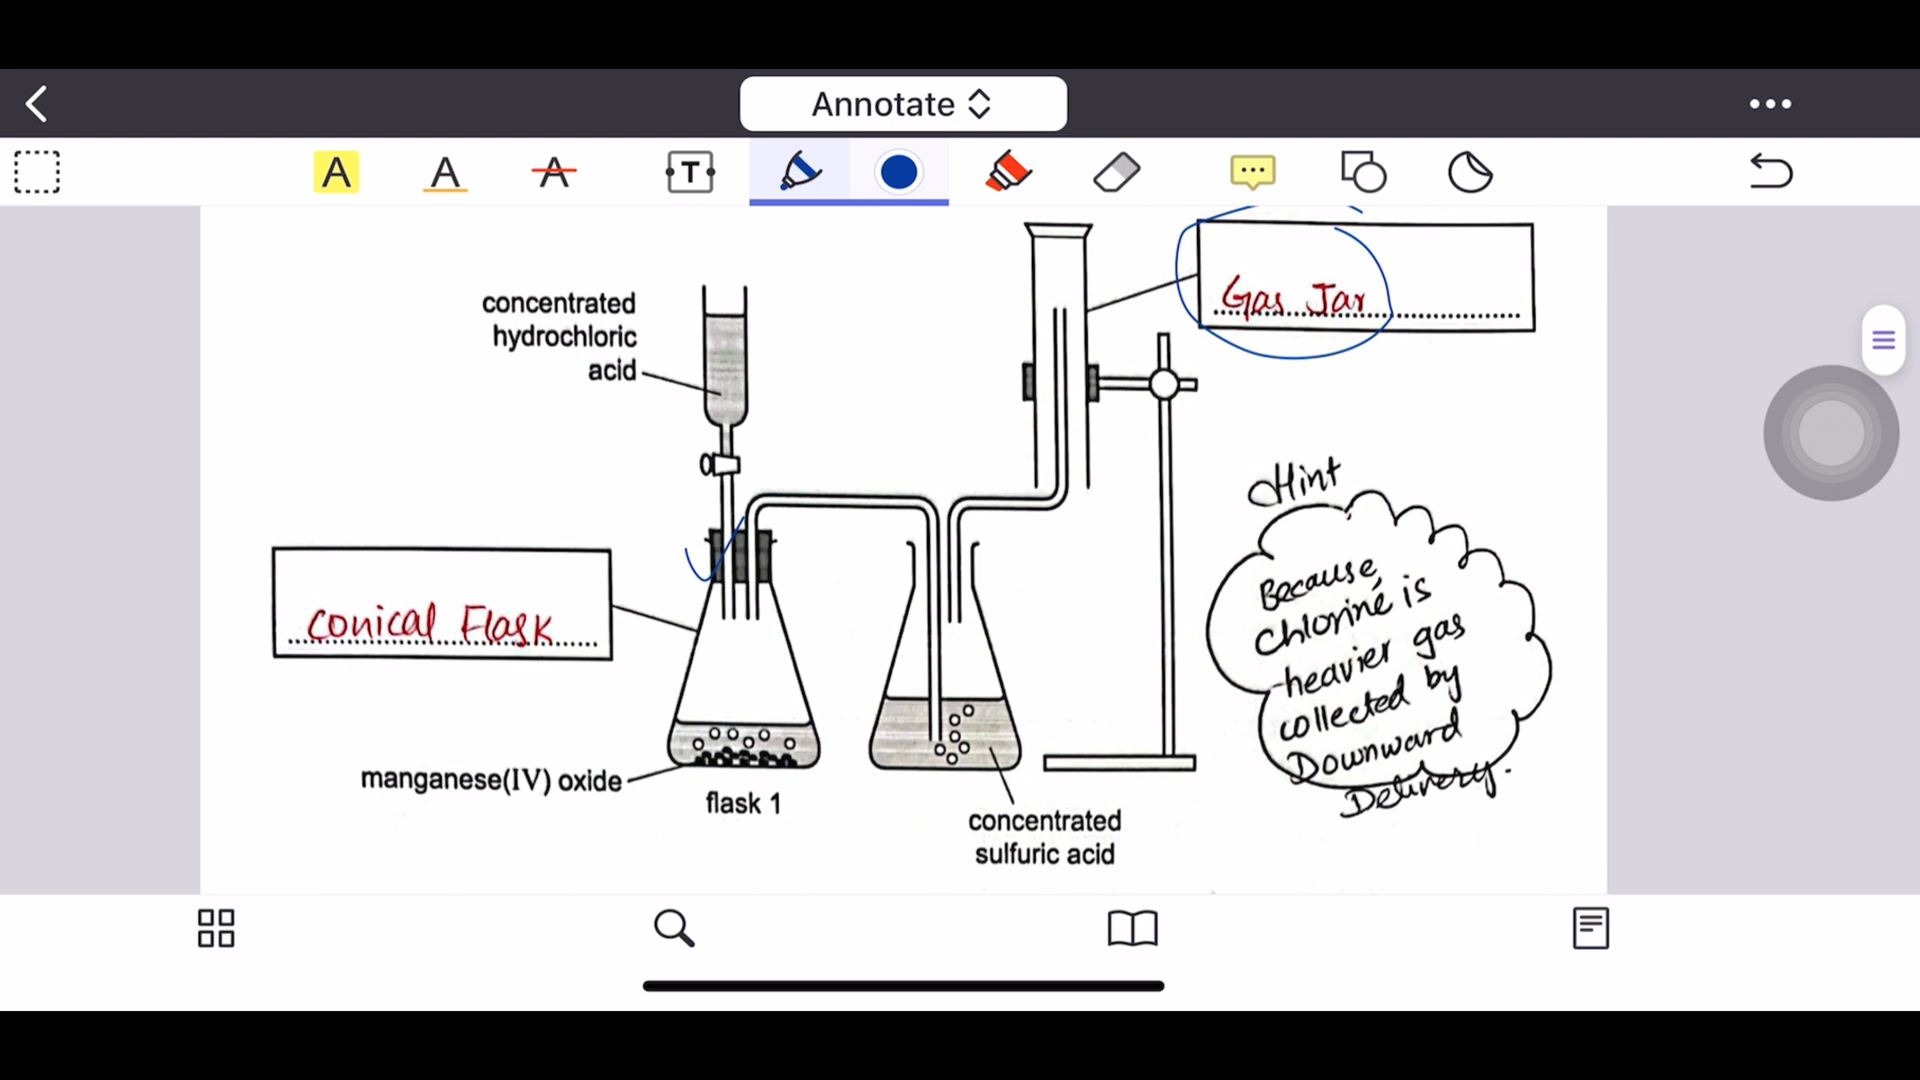 Annotate
A
A
A
T
Gas Jar
concentrated
hydrochloric
acid
Hint
Because
Chlorine is
heavier gas
collected by
Downward
Delivery.
Conical Flask
manganese(IV) oxide
flask 1
concentrated
sulfuric acid